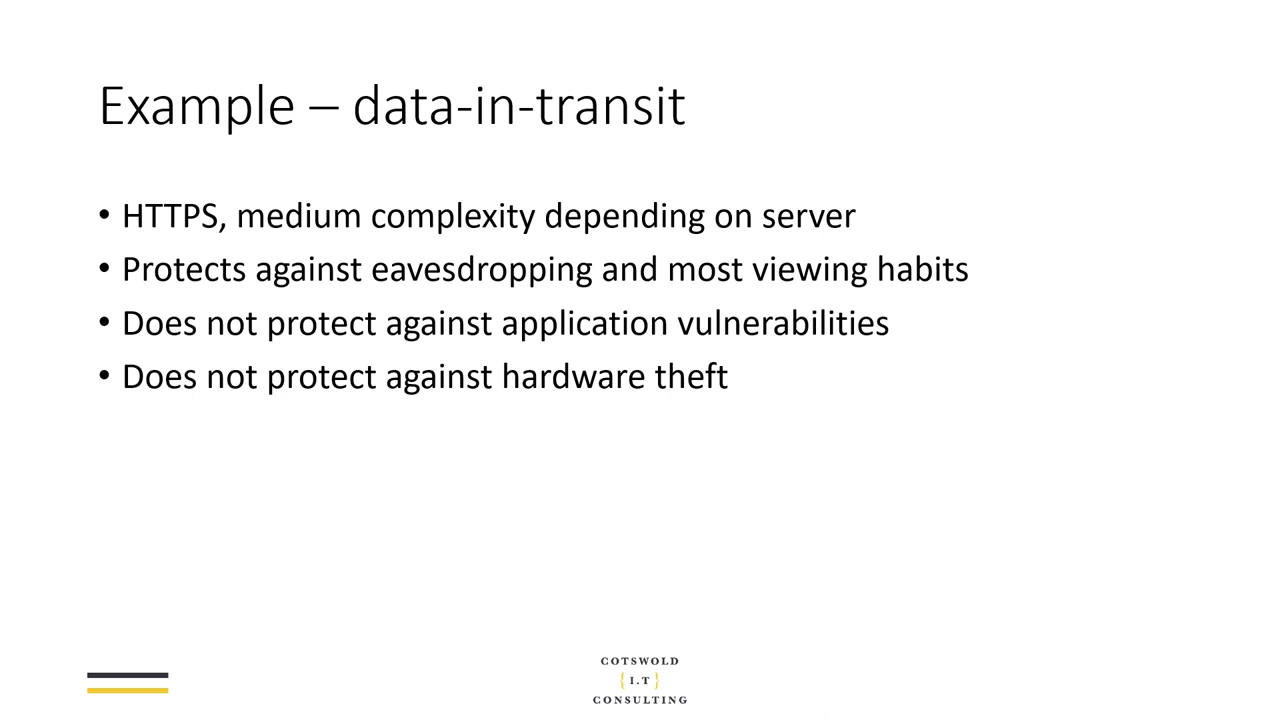 Example – data-in-transit
• HTTPS, medium complexity depending on server
• Protects against eavesdropping and most viewing habits
• Does not protect against application vulnerabilities
• Does not protect against hardware theft
COTSWOLD
{ I.T }
CONSULTING